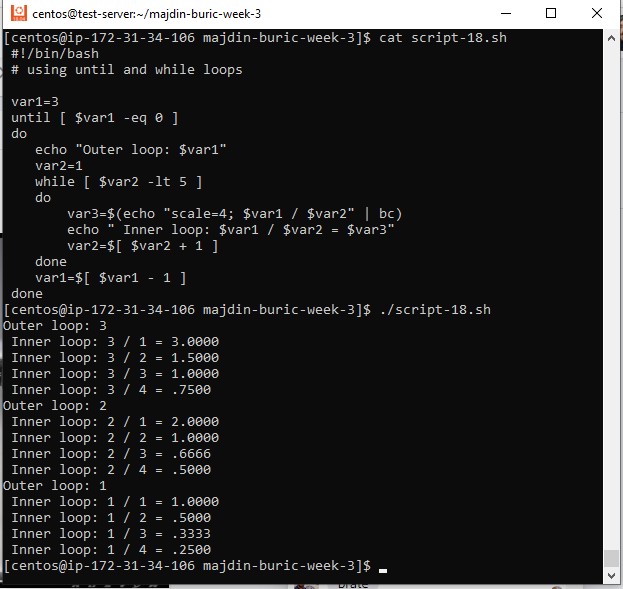 centos@test-server:~/majdin-buric-week-3
[centos@ip-172-31-34-106 majdin-buric-week-3]$ cat script-18.sh
#!/bin/bash
# using until and while loops
var1=3
until [ $var1 -eq 0 ]
do
echo "Outer loop: $var1"
var2=1
while [ $var2 -lt 5 ]
do
var3=$(echo "scale=4; $var1 / $var2" | bc)
echo " Inner loop: $var1 / $var2 = $var3"
var2=$[ $var2 + 1 ]
done
var1=$[ $var1 - 1 ]
done
[centos@ip-172-31-34-106 majdin-buric-week-3]$ ./script-18.sh
Outer loop: 3
Inner loop: 3 / 1 = 3.0000
Inner loop: 3 / 2 = 1.5000
Inner loop: 3 / 3 = 1.0000
Inner loop: 3 / 4 = .7500
Outer loop: 2
Inner loop: 2 / 1 = 2.0000
Inner loop: 2 / 2 = 1.0000
Inner loop: 2 / 3 = .6666
Inner loop: 2 / 4 = .5000
Outer loop: 1
Inner loop: 1 / 1 = 1.0000
Inner loop: 1 / 2 = .5000
Inner loop: 1 / 3 = .3333
Inner loop: 1 / 4 = .2500
[centos@ip-172-31-34-106 majdin-buric-week-3]$